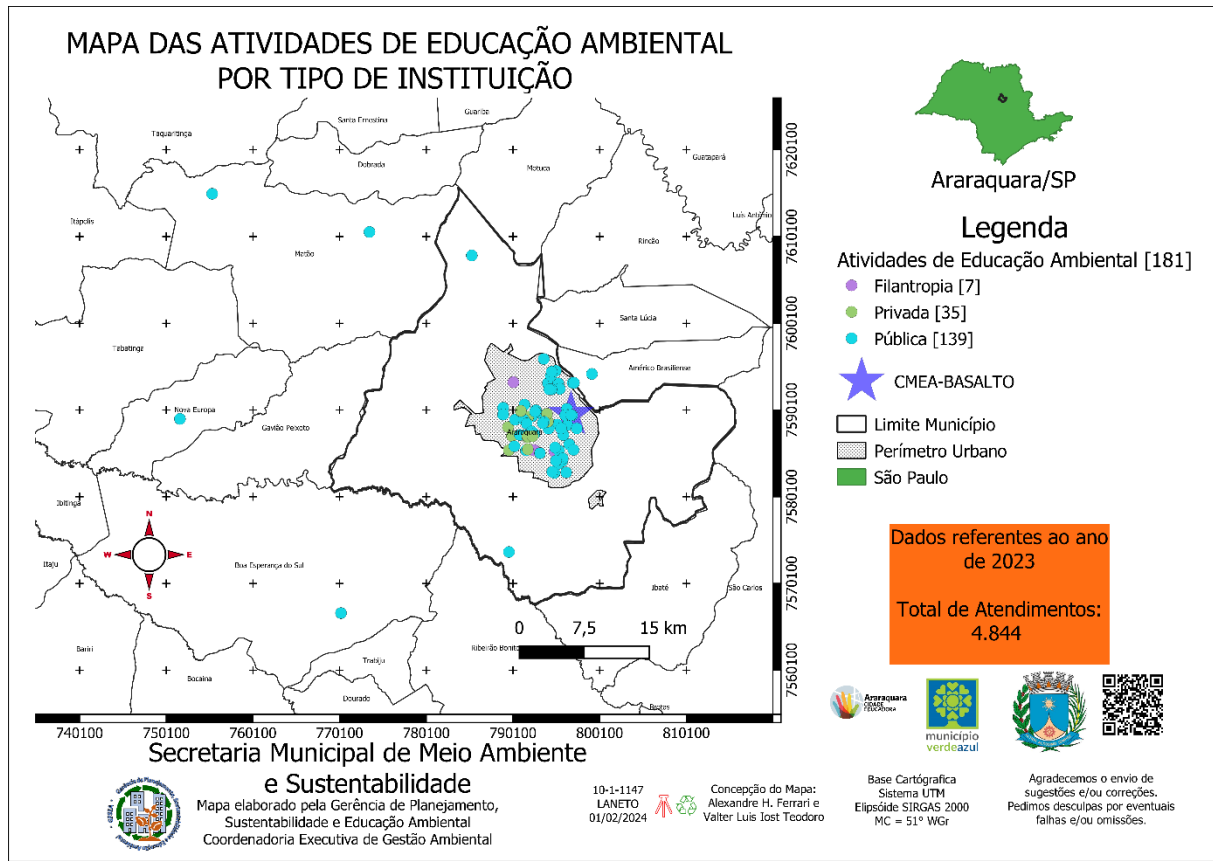 MAPA DAS ATIVIDADES DE EDUCAÇÃO AMBIENTAL
POR TIPO DE INSTITUIÇÃO
Guariba
Santa Ernestina
Taquaritinga
Dobrada
Motuca
Guatapará
Itápolis
Luís Antônio
Matão
Rincão
Santa Lúcia
Tabatinga
Américo Brasiliense
Nova Europa
Gavião Peixoto
Araraquara
Ibitinga
Itaju
Boa Esperança do Sul
Ibaté
São Carlos
Bariri
Ribeirão Bonito
Trabiju
Bocaina
Dourado
N
W
E
S
0 7,5 15 km
7620100
7610100
7600100
7590100
7580100
7570100
7560100
740100 750100 760100 770100 780100 790100 800100 810100
Araraquara/SP
Legenda
Atividades de Educação Ambiental [181]
Filantropia [7]
Privada [35]
Pública [139]
CMEA-BASALTO
Limite Município
Perímetro Urbano
São Paulo
Dados referentes ao ano
de 2023
Total de Atendimentos:
4.844
Araraquara
CIDADE
EDUCADORA
município
verdeazul
Secretaria Municipal de Meio Ambiente
e Sustentabilidade
Mapa elaborado pela Gerência de Planejamento,
Sustentabilidade e Educação Ambiental
Coordenadoria Executiva de Gestão Ambiental
10-1-1147
LANETO
01/02/2024
Concepção do Mapa:
Alexandre H. Ferrari e
Valter Luis Iost Teodoro
Base Cartógrafica
Sistema UTM
Elipsóide SIRGAS 2000
MC = 51° WGr
Agradecemos o envio de
sugestões e/ou correções.
Pedimos desculpas por eventuais
falhas e/ou omissões.